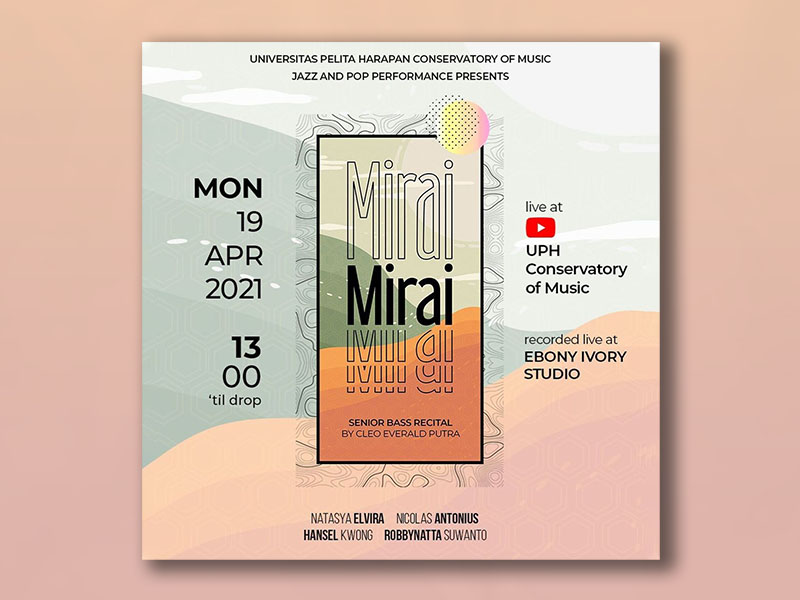 UNIVERSITAS PELITA HARAPAN CONSERVATORY OF MUSIC
JAZZ AND POP PERFORMANCE PRESENTS
MON
19
APR
2021
13
00
‘til drop
Mirai
Mirai
Mirai
Mirai
SENIOR BASS RECITAL
BY CLEO EVERALD PUTRA
live at
UPH
Conservatory
of Music
recorded live at
EBONY IVORY
STUDIO
NATASYA ELVIRA NICOLAS ANTONIUS
HANSEL KWONG ROBBYNATTA SUWANTO